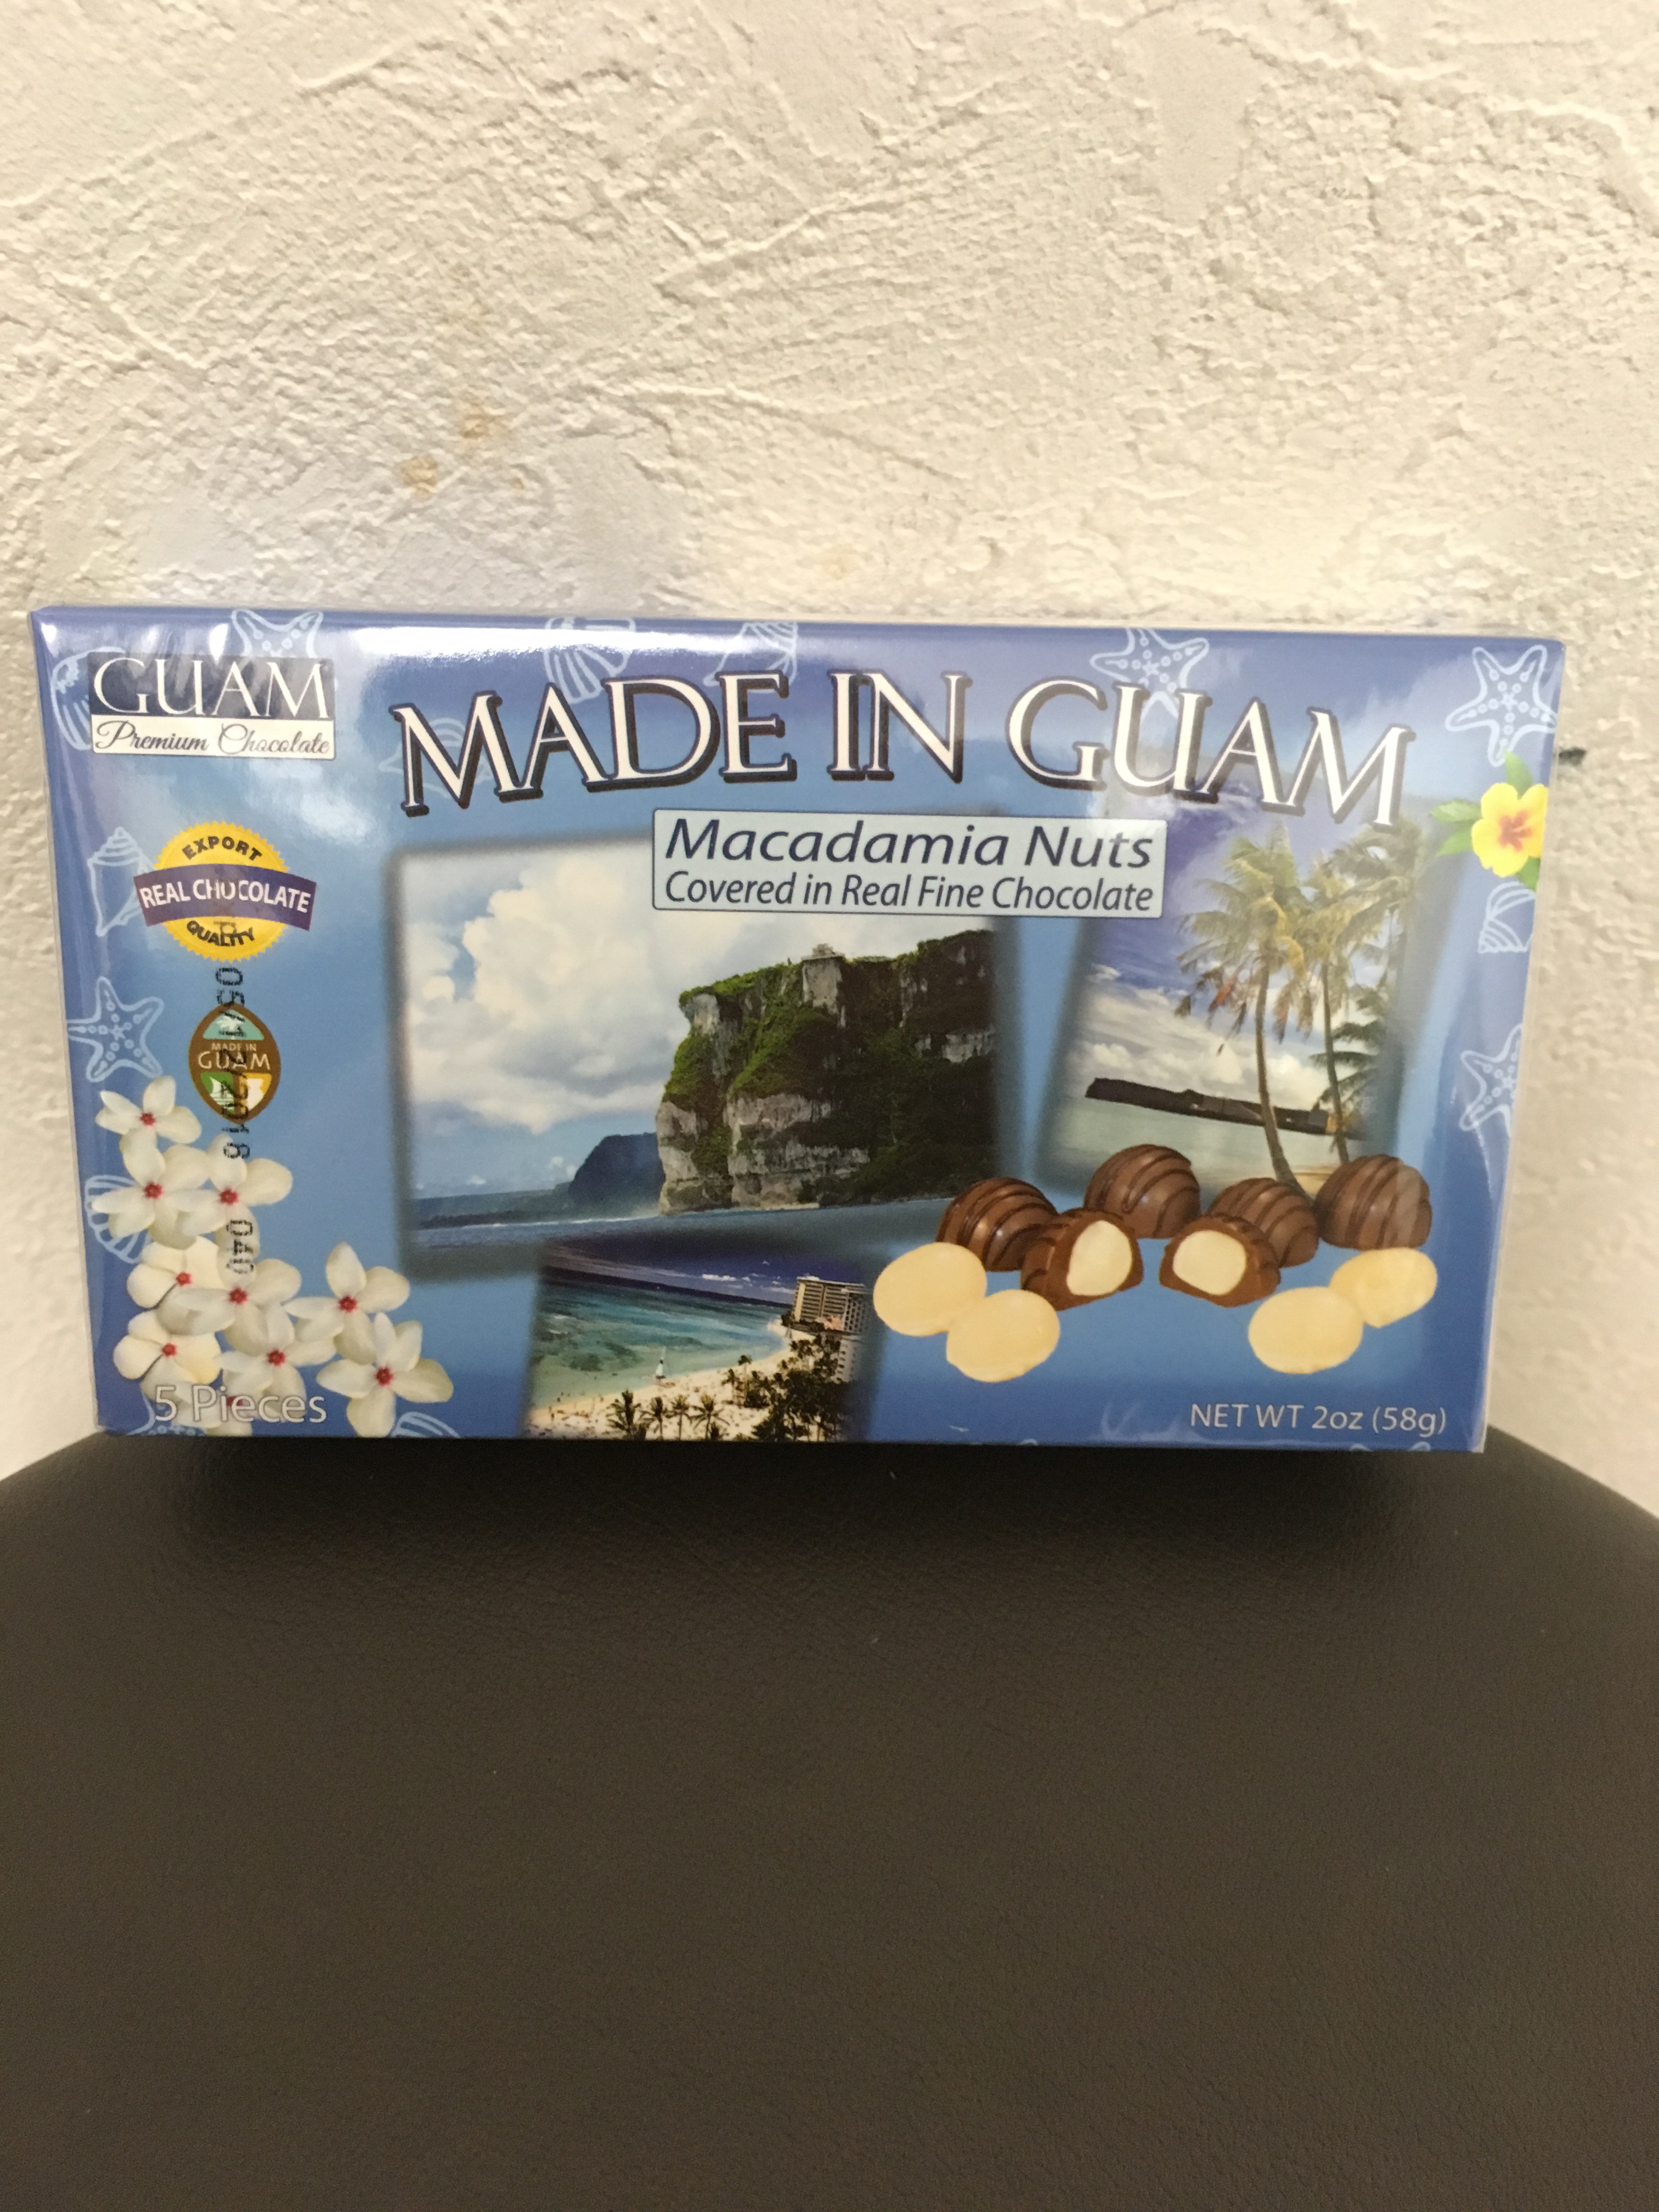 GUAM
Premium Chocolate
MADE IN GUAM
Macadamia Nuts
Covered in Real Fine Chocolate
EXPORT
REAL CHOCOLATE
QUALITY
MADE IN
GUAM
5 Pieces
NET WT 2oz (58g)